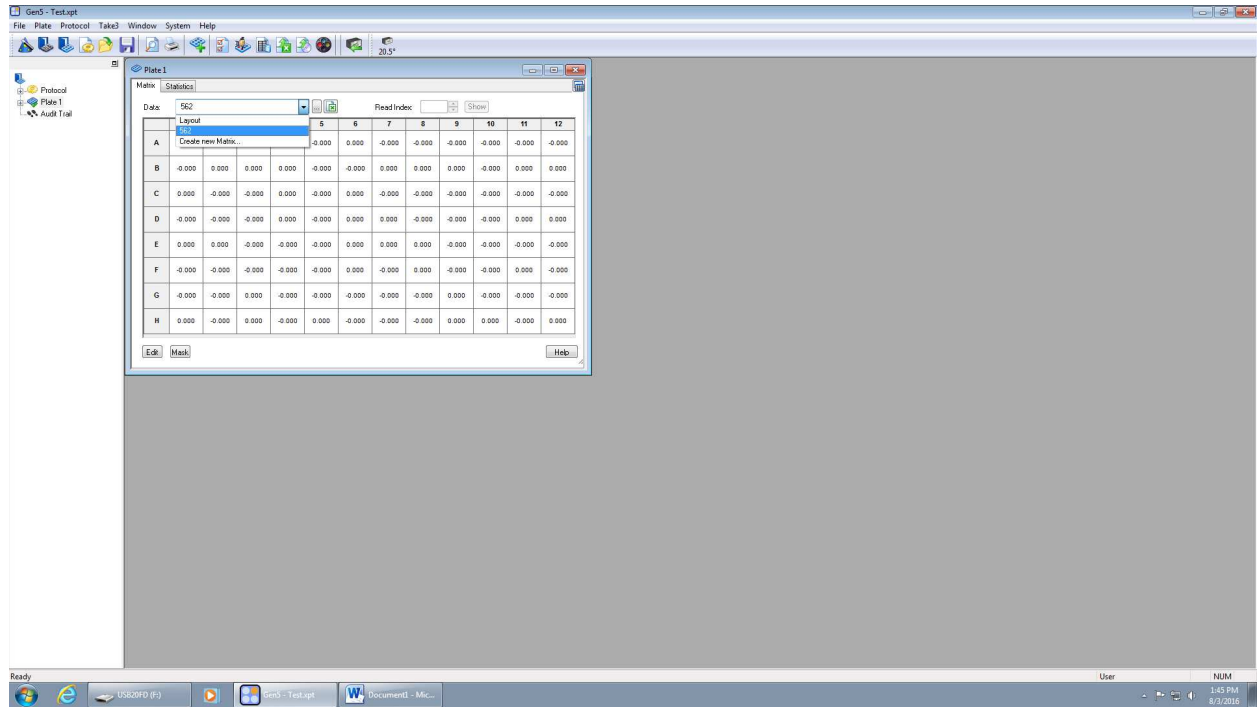 Gen5 - Test.xpt
File Plate Protocol Take3 Window System Help
20.5°
Protocol
Plate 1
Audit Trail
Plate 1
Matrix Statistics
Data: 562 ... Read Index: Show
Layout
562
Create new Matrix...
5 6 7 8 9 10 11 12
A -0.000 0.000 -0.000 -0.000 -0.000 -0.000 -0.000 -0.000
B -0.000 0.000 0.000 0.000 -0.000 -0.000 0.000 0.000 0.000 -0.000 0.000 0.000
C 0.000 -0.000 -0.000 0.000 -0.000 0.000 -0.000 -0.000 -0.000 -0.000 -0.000 -0.000
D -0.000 -0.000 -0.000 0.000 -0.000 0.000 0.000 -0.000 0.000 -0.000 0.000 0.000
E 0.000 0.000 -0.000 -0.000 -0.000 0.000 0.000 0.000 -0.000 -0.000 -0.000 -0.000
F -0.000 -0.000 -0.000 -0.000 -0.000 0.000 -0.000 0.000 -0.000 -0.000 0.000 -0.000
G -0.000 -0.000 0.000 -0.000 -0.000 -0.000 -0.000 -0.000 0.000 -0.000 -0.000 -0.000
H 0.000 -0.000 0.000 -0.000 0.000 -0.000 -0.000 -0.000 0.000 0.000 -0.000 0.000
Edit Mask Help
Ready User NUM
USB20FD (F:) Gen5 - Test.xpt Document1 - Mic... 1:45 PM
8/3/2016